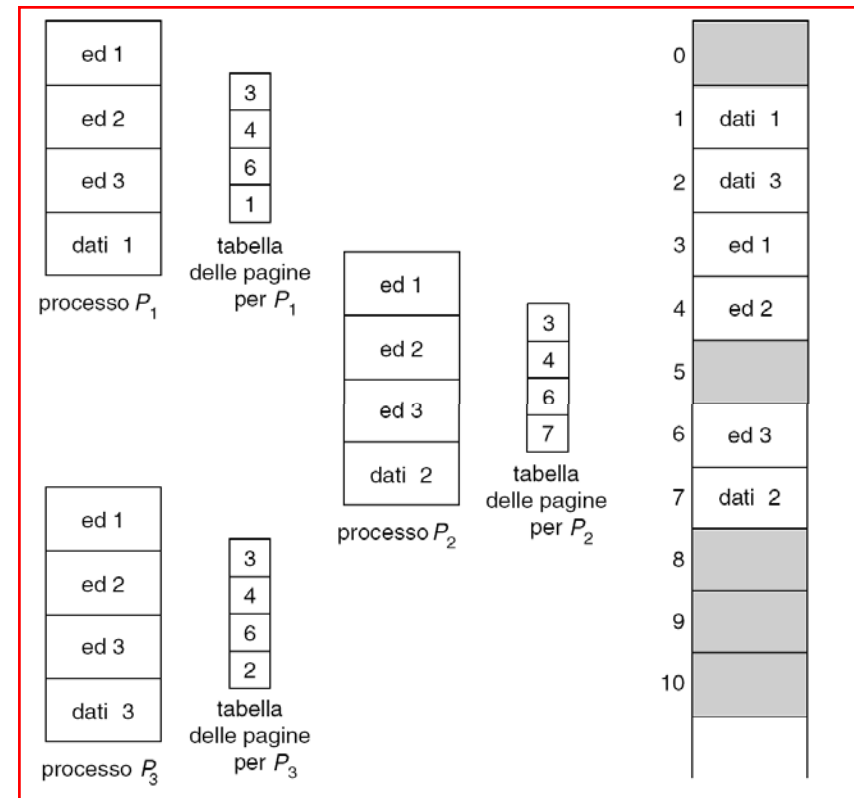 ed 1
ed 2
ed 3
dati 1
processo P1
3
4
6
1
tabella
delle pagine
per P1
ed 1
ed 2
ed 3
dati 2
processo P2
3
4
6
7
tabella
delle pagine
per P2
ed 1
ed 2
ed 3
dati 3
processo P3
3
4
6
2
tabella
delle pagine
per P3
0
1 dati 1
2 dati 3
3 ed 1
4 ed 2
5
6 ed 3
7 dati 2
8
9
10